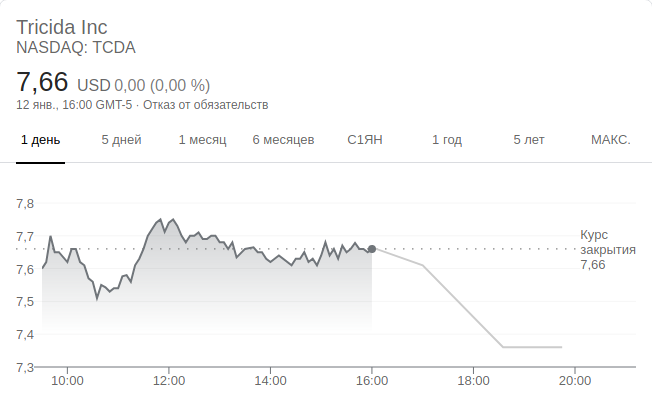 Tricida Inc
NASDAQ: TCDA
7,66 USD 0,00 (0,00 %)
12 янв., 16:00 GMT-5 · Отказ от обязательств
1 день 5 дней 1 месяц 6 месяцев С1ЯН 1 год 5 лет МАКС.
7,8
7,7
7,6
7,5
7,4
7,3
Курс
закрытия
7,66
10:00 12:00 14:00 16:00 18:00 20:00